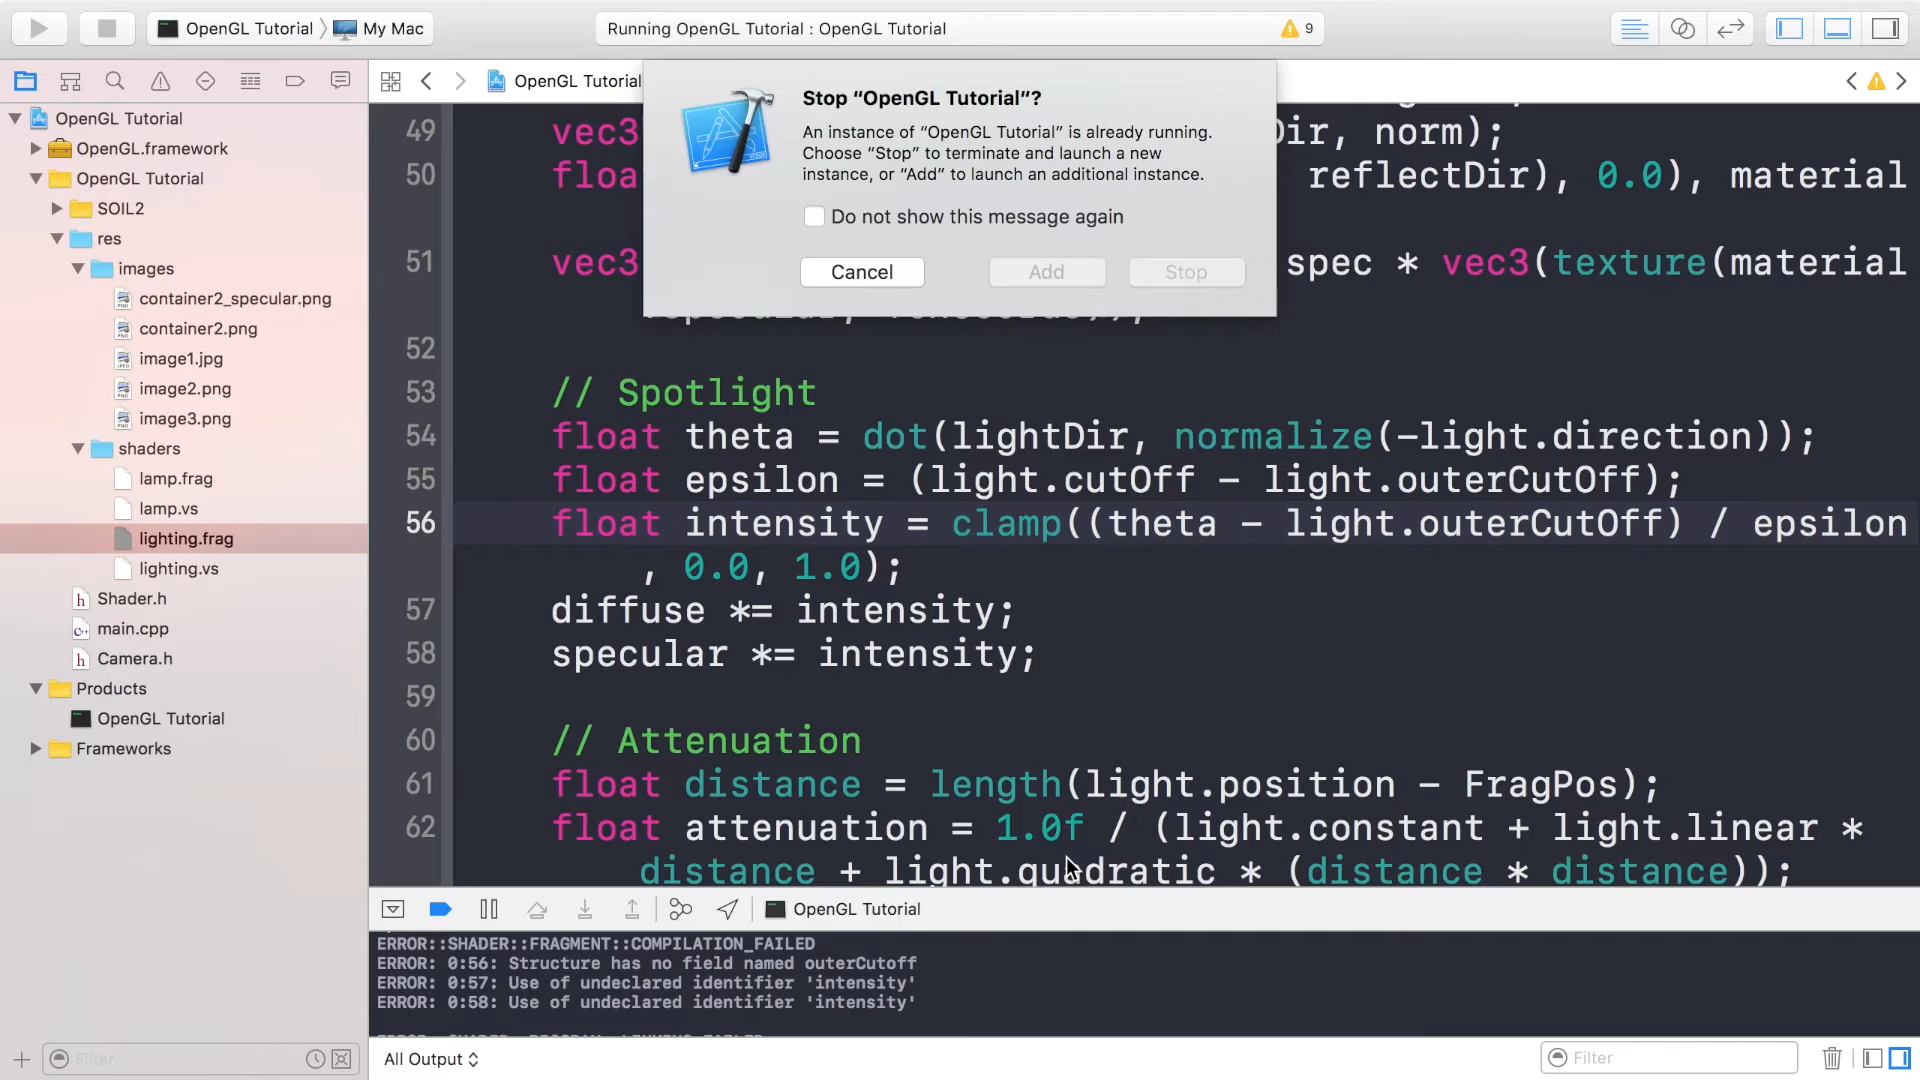 OpenGL Tutorial
My Mac
Running OpenGL Tutorial : OpenGL Tutorial
9
OpenGL Tutorial
Stop “OpenGL Tutorial”?
An instance of “OpenGL Tutorial” is already running.
Choose “Stop” to terminate and launch a new
instance, or “Add” to launch an additional instance.
Do not show this message again
Cancel
Add
Stop
OpenGL Tutorial
OpenGL.framework
OpenGL Tutorial
SOIL2
res
images
container2_specular.png
container2.png
image1.jpg
image2.png
image3.png
shaders
lamp.frag
lamp.vs
lighting.frag
lighting.vs
Shader.h
main.cpp
Camera.h
Products
OpenGL Tutorial
Frameworks
Filter
49 vec3 Dir, norm);
50 floa reflectDir), 0.0), material
51 vec3 spec * vec3(texture(material
52
53 // Spotlight
54 float theta = dot(lightDir, normalize(-light.direction));
55 float epsilon = (light.cutOff - light.outerCutOff);
56 float intensity = clamp((theta - light.outerCutOff) / epsilon
, 0.0, 1.0);
57 diffuse *= intensity;
58 specular *= intensity;
59
60 // Attenuation
61 float distance = length(light.position - FragPos);
62 float attenuation = 1.0f / (light.constant + light.linear *
distance + light.quadratic * (distance * distance));
OpenGL Tutorial
ERROR::SHADER::FRAGMENT::COMPILATION_FAILED
ERROR: 0:56: Structure has no field named outerCutoff
ERROR: 0:57: Use of undeclared identifier 'intensity'
ERROR: 0:58: Use of undeclared identifier 'intensity'
All Output
Filter